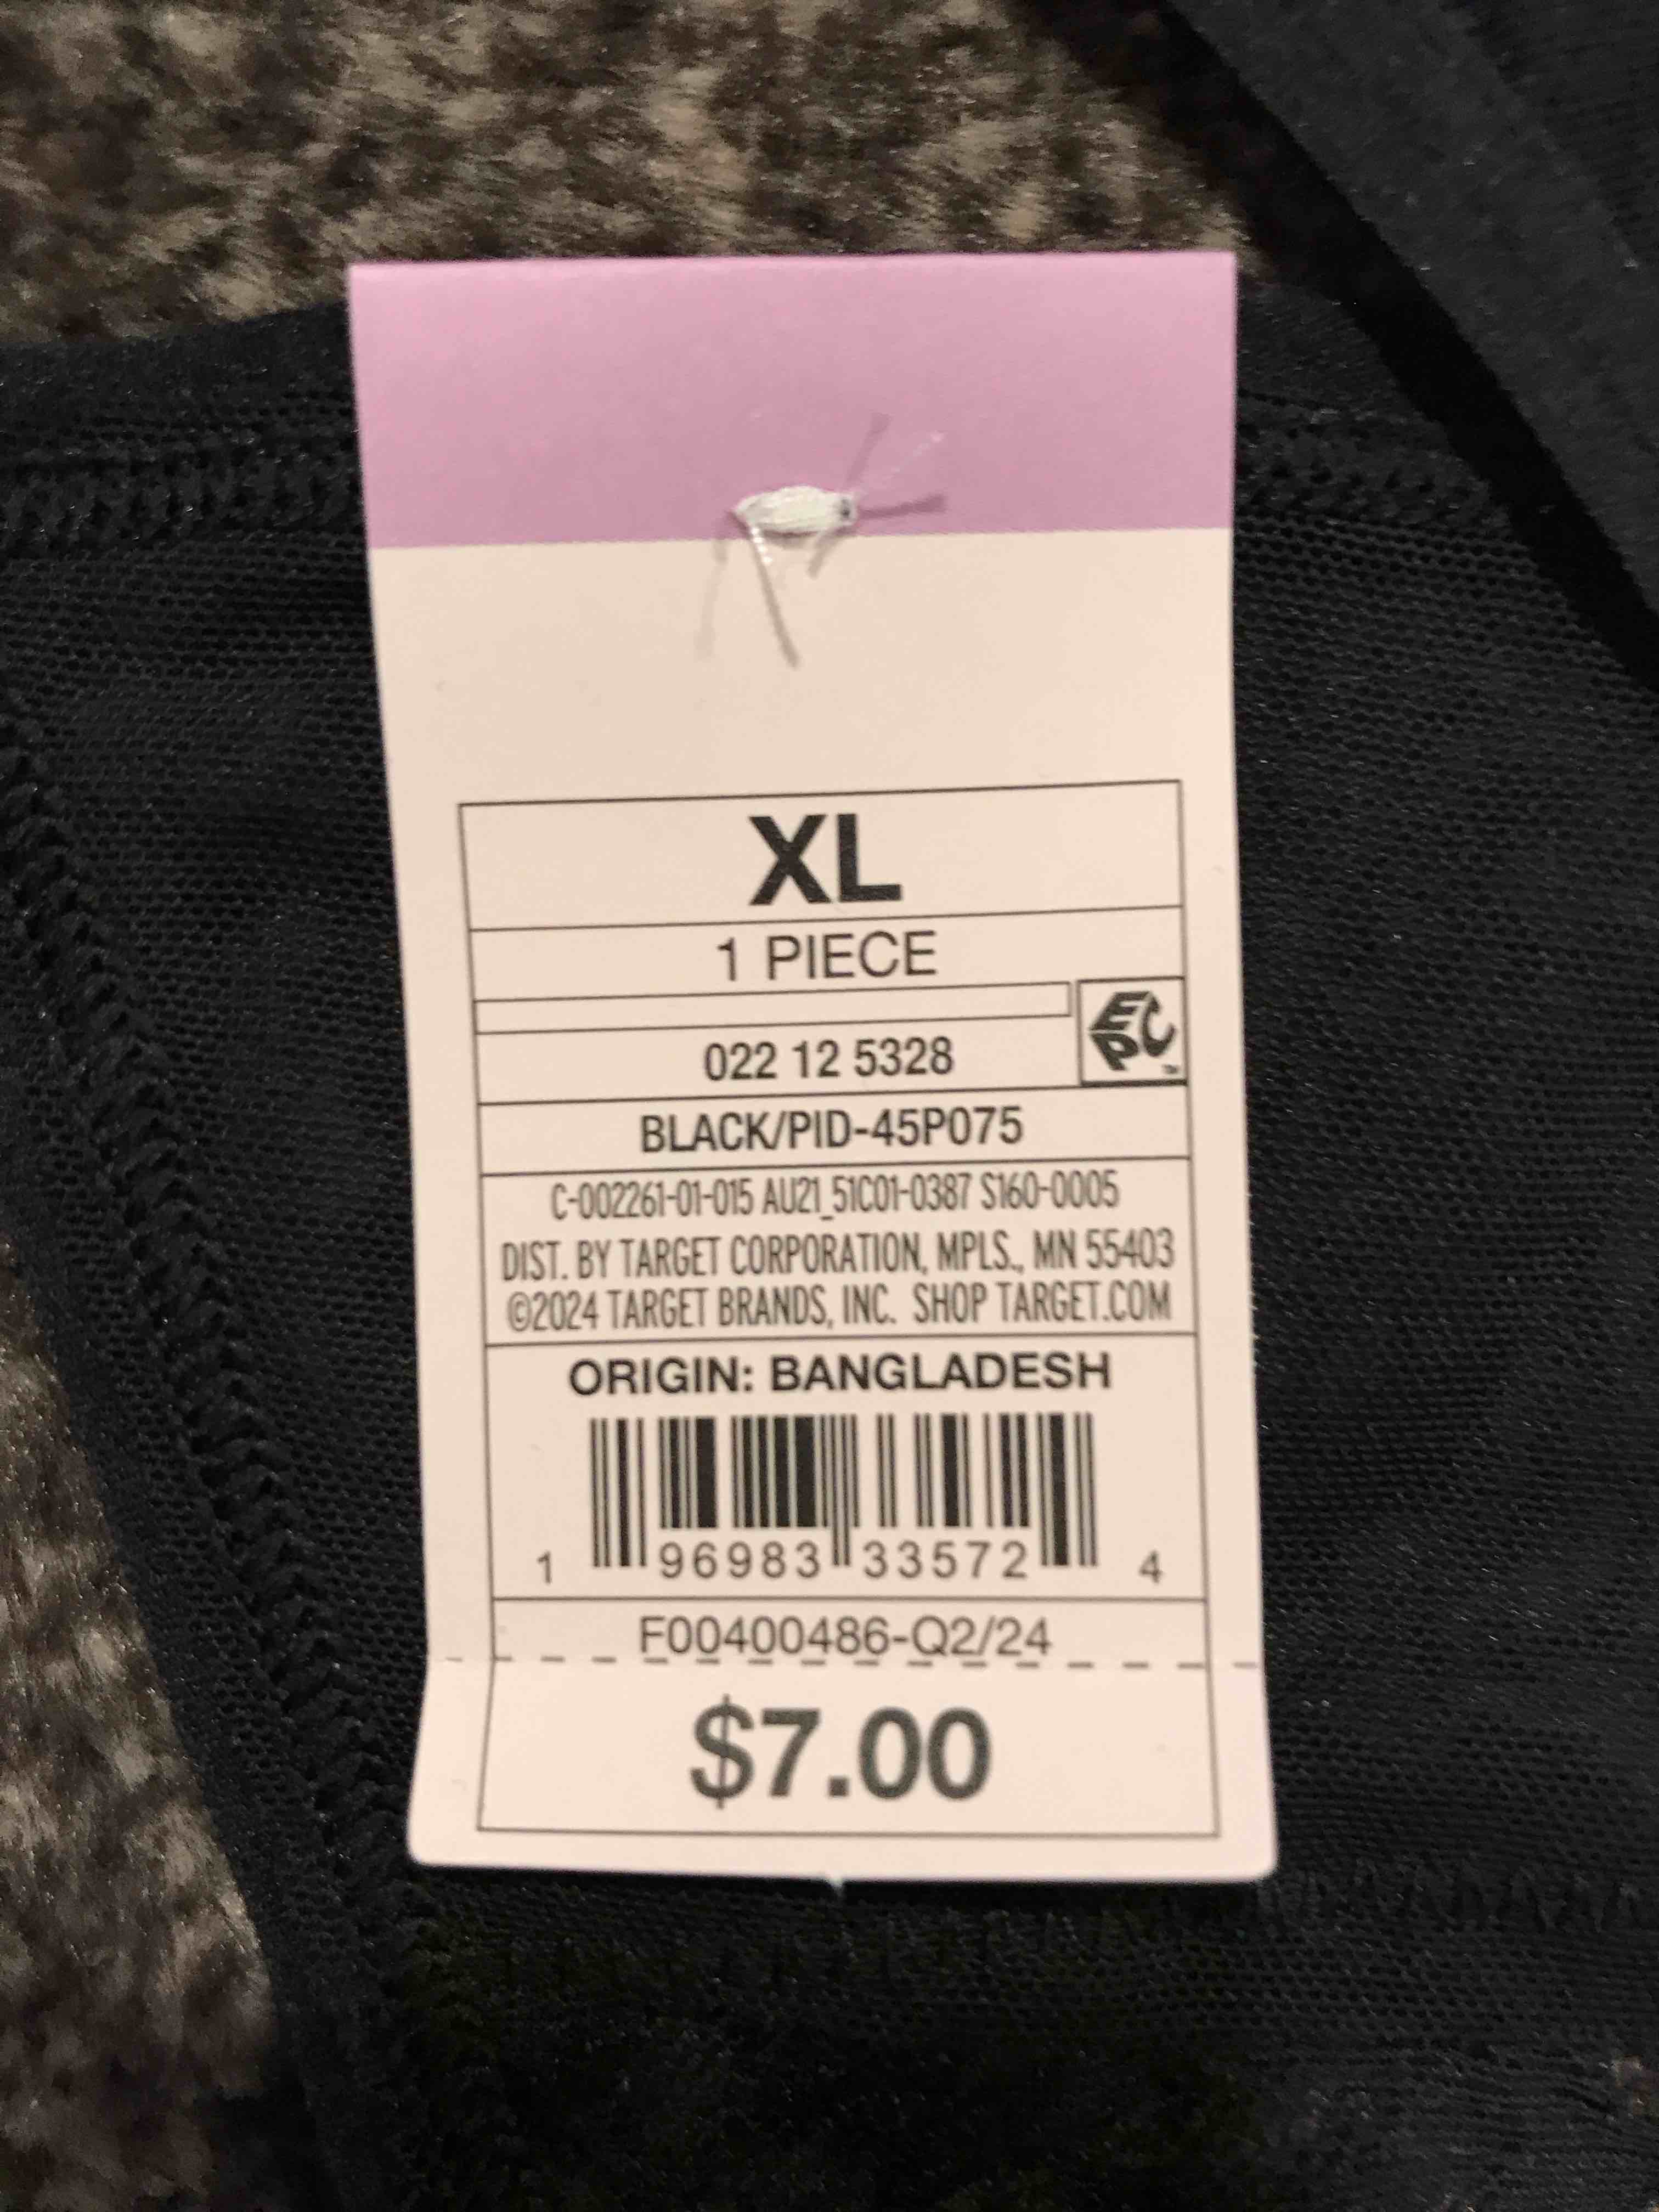 XL
1 PIECE
EPC™
022 12 5328
BLACK/PID-45P075
C-002261-01-015 AU21_51C01-0387 S160-0005
DIST. BY TARGET CORPORATION, MPLS., MN 55403
©2024 TARGET BRANDS, INC. SHOP TARGET.COM
ORIGIN: BANGLADESH
1 96983 33572 4
F00400486-Q2/24
$7.00